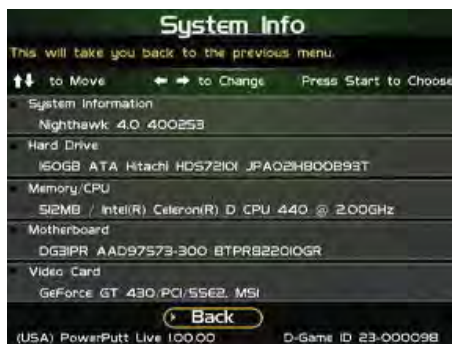 System Info
This will take you back to the previous menu.
to Move to Change Press Start to Choose
System Information
Nighthawk 4.0 400253
Hard Drive
160GB ATA Hitachi HDS72101 JPA02H800B93T
Memory/CPU
512MB / Intel(R) Celeron(R) D CPU 440 @ 2.00GHz
Motherboard
DG31PR AAD97573-300 BTPR822010GR
Video Card
GeForce GT 430/PCI/SSE2, MSI
Back
(USA) PowerPutt Live 1.00.00 D-Game ID 23-000098